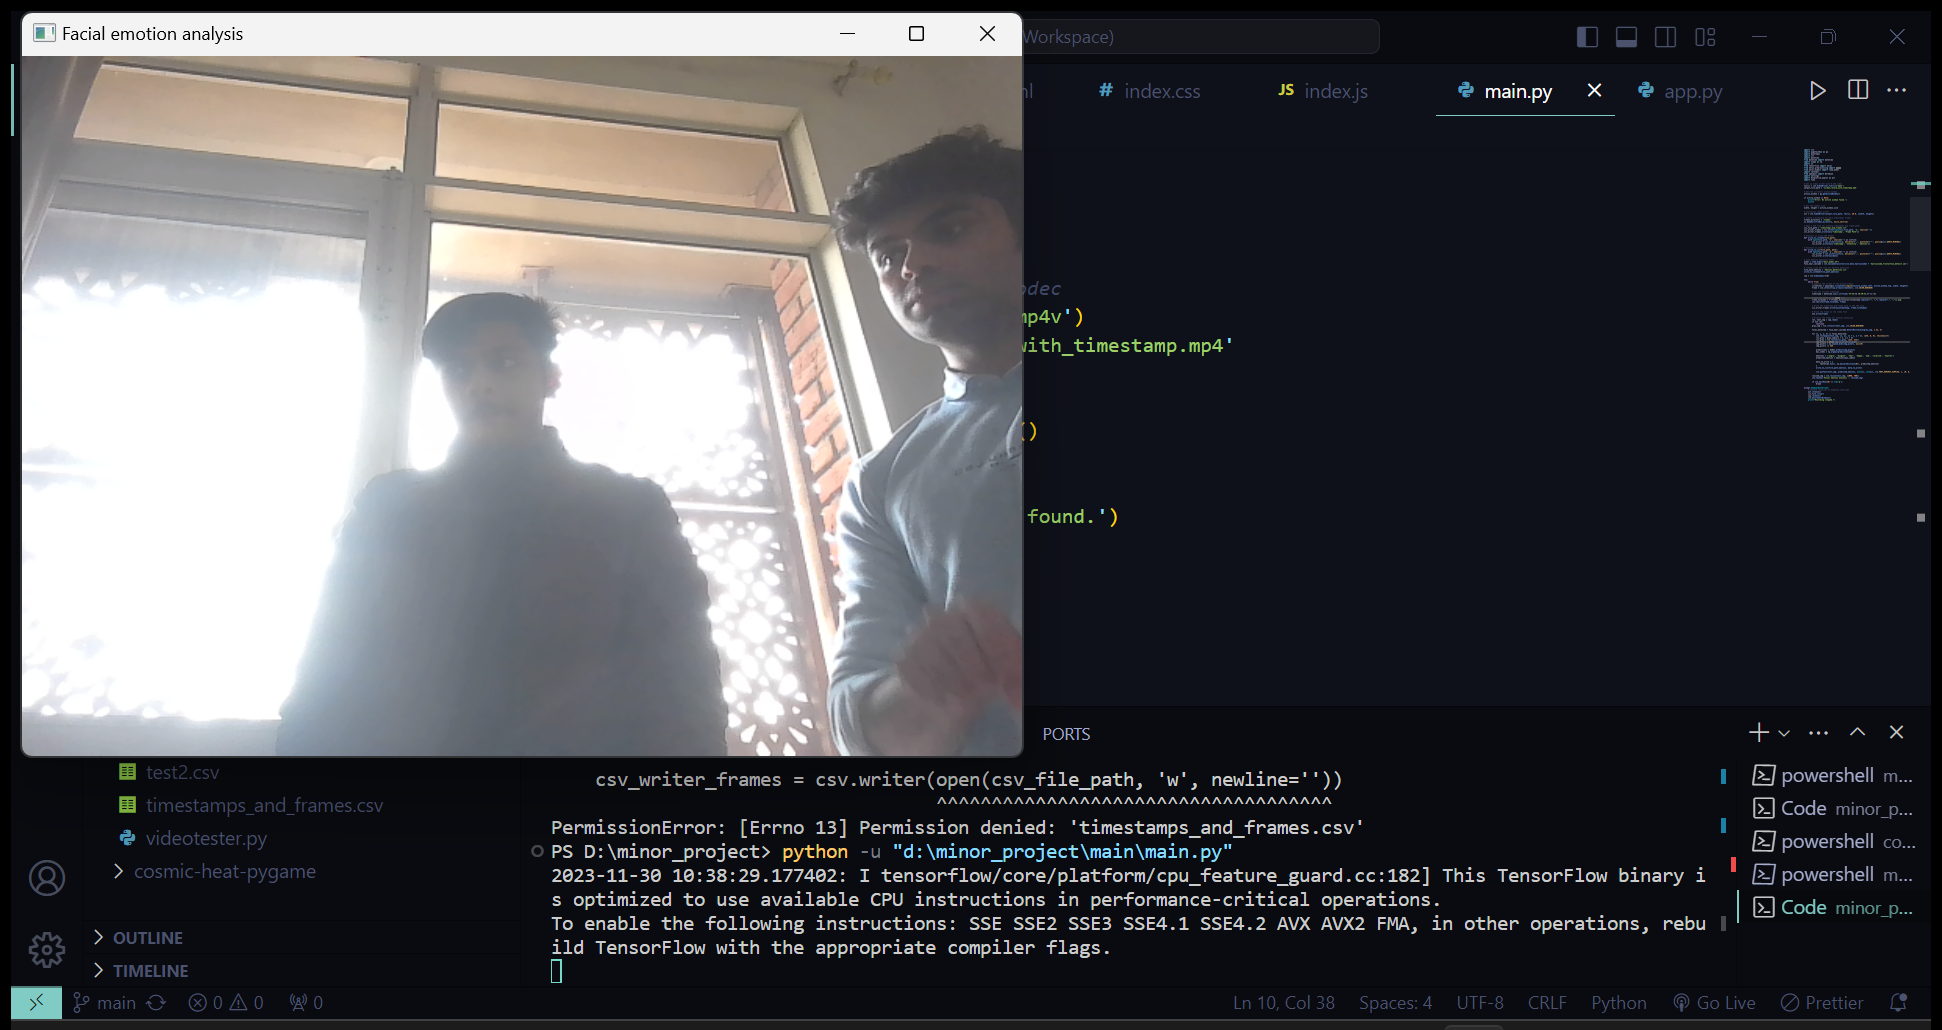 Facial emotion analysis
Workspace)
index.css
JS index.js
main.py
app.py
odec
mp4v')
with_timestamp.mp4'
()
found.')
PORTS
test2.csv
timestamps_and_frames.csv
videotester.py
cosmic-heat-pygame
OUTLINE
TIMELINE
csv_writer_frames = csv.writer(open(csv_file_path, 'w', newline=''))
^^^^^^^^^^^^^^^^^^^^^^^^^^^^^^^^^^^^
PermissionError: [Errno 13] Permission denied: 'timestamps_and_frames.csv'
PS D:\minor_project> python -u "d:\minor_project\main\main.py"
2023-11-30 10:38:29.177402: I tensorflow/core/platform/cpu_feature_guard.cc:182] This TensorFlow binary i
s optimized to use available CPU instructions in performance-critical operations.
To enable the following instructions: SSE SSE2 SSE3 SSE4.1 SSE4.2 AVX AVX2 FMA, in other operations, rebu
ild TensorFlow with the appropriate compiler flags.
powershell m...
Code minor_p...
powershell co...
powershell m...
Code minor_p...
main 0 0 0
Ln 10, Col 38 Spaces: 4 UTF-8 CRLF Python Go Live Prettier